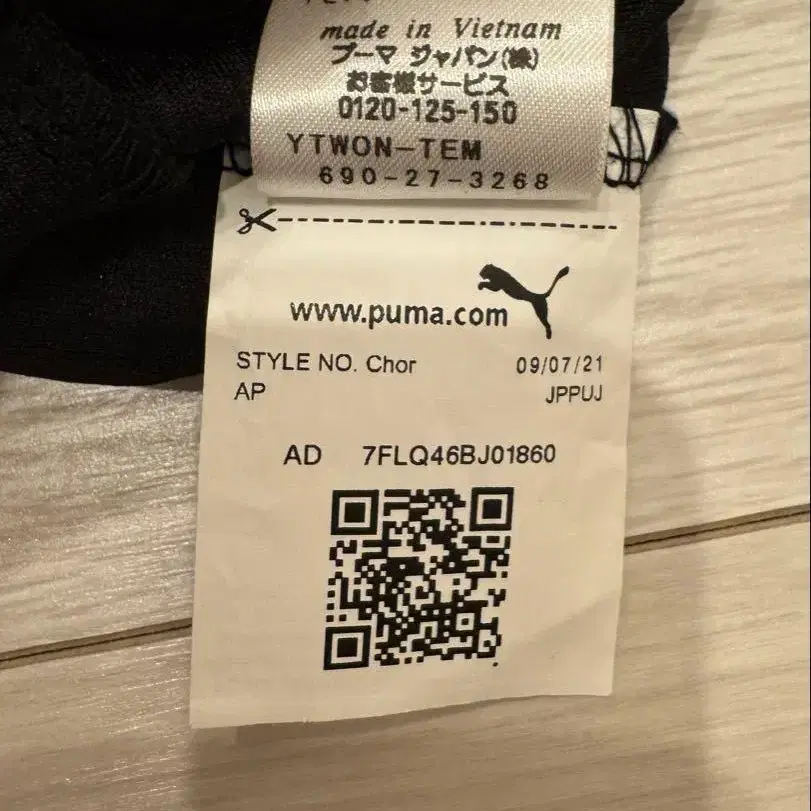 made in Vietnam
プーマ ジャパン(株)
お客様サービス
0120-125-150
YTWON-TEM
690-27-3268
www.puma.com
STYLE NO. Chor 09/07/21
AP JPPUJ
AD 7FLQ46BJ01860